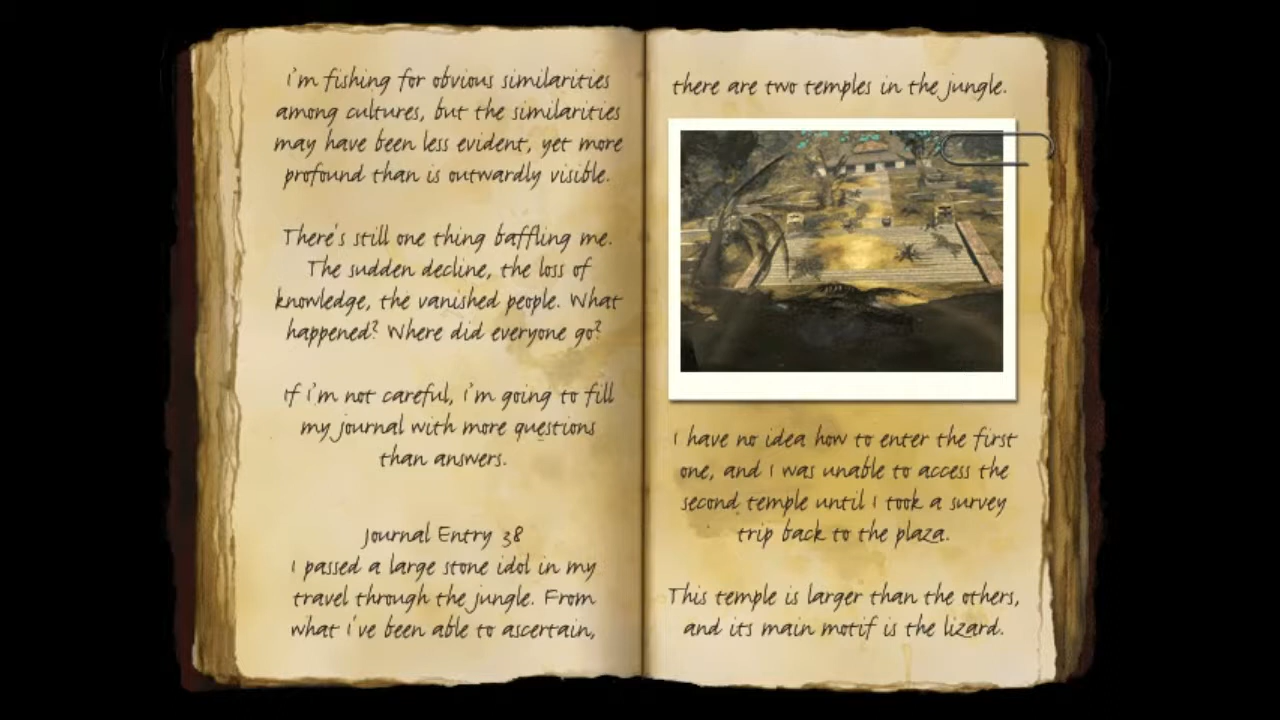 I'm fishing for obvious similarities
among cultures, but the similarities
may have been less evident, yet more
profound than is outwardly visible.
There's still one thing baffling me.
The sudden decline, the loss of
knowledge, the vanished people. What
happened? Where did everyone go?
If I'm not careful, I'm going to fill
my journal with more questions
than answers.
Journal Entry 38
I passed a large stone idol in my
travel through the jungle. From
what I've been able to ascertain,
there are two temples in the jungle.
I have no idea how to enter the first
one, and I was unable to access the
second temple until I took a survey
trip back to the plaza.
This temple is larger than the others,
and its main motif is the lizard.